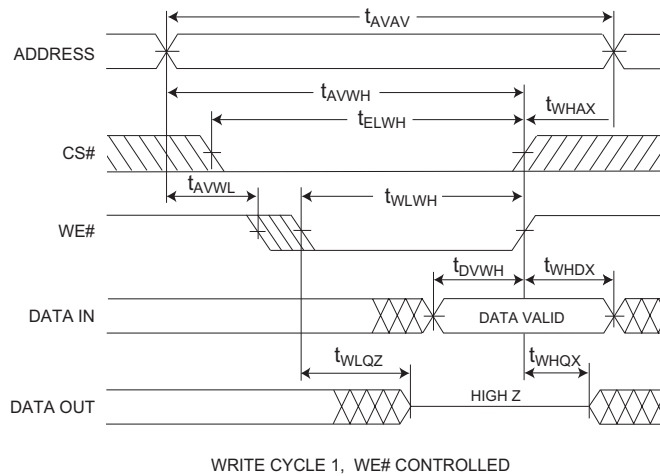 tAVAV
ADDRESS
tAVWH
tELWH
tWHAX
CS#
tAVWL
tWLWH
WE#
tDVWH
tWHDX
DATA IN
DATA VALID
tWLQZ
tWHQX
DATA OUT
HIGH Z
WRITE CYCLE 1, WE# CONTROLLED